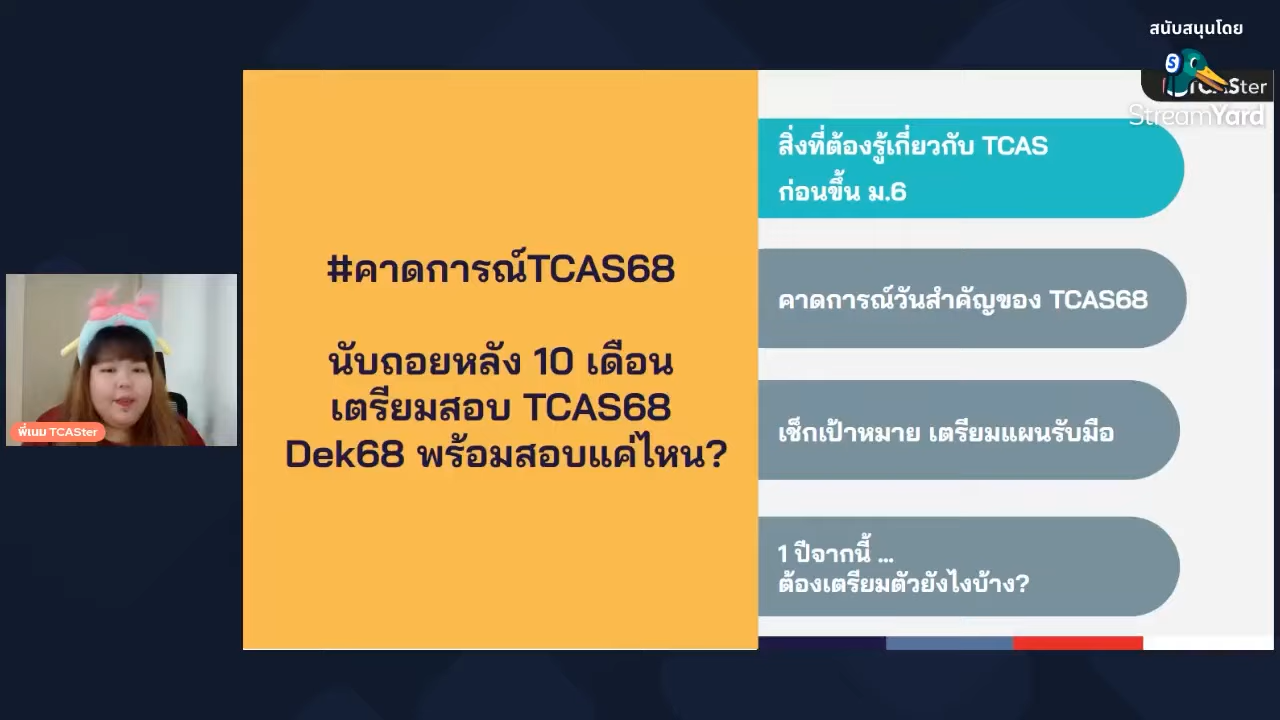 สนับสนุนโดย
StreamYard
#คาดการณ์TCAS68
นับถอยหลัง 10 เดือน
เตรียมสอบ TCAS68
Dek68 พร้อมสอบแค่ไหน?
สิ่งที่ต้องรู้เกี่ยวกับ TCAS
ก่อนขึ้น ม.6
คาดการณ์วันสำคัญของ TCAS68
เช็กเป้าหมาย เตรียมแผนรับมือ
1 ปีจากนี้ ...
ต้องเตรียมตัวยังไงบ้าง?
พี่เมม TCASter